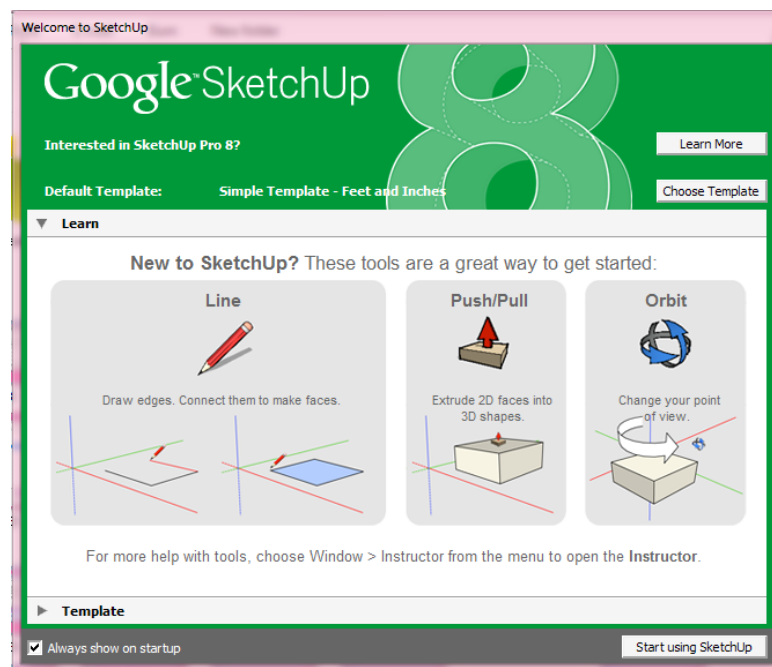 Welcome to SketchUp
Google™ SketchUp
Interested in SketchUp Pro 8?
Learn More
Default Template: Simple Template - Feet and Inches
Choose Template
Learn
New to SketchUp? These tools are a great way to get started:
Line
Draw edges. Connect them to make faces.
Push/Pull
Extrude 2D faces into
3D shapes.
Orbit
Change your point
of view.
For more help with tools, choose Window > Instructor from the menu to open the Instructor.
Template
Always show on startup
Start using SketchUp